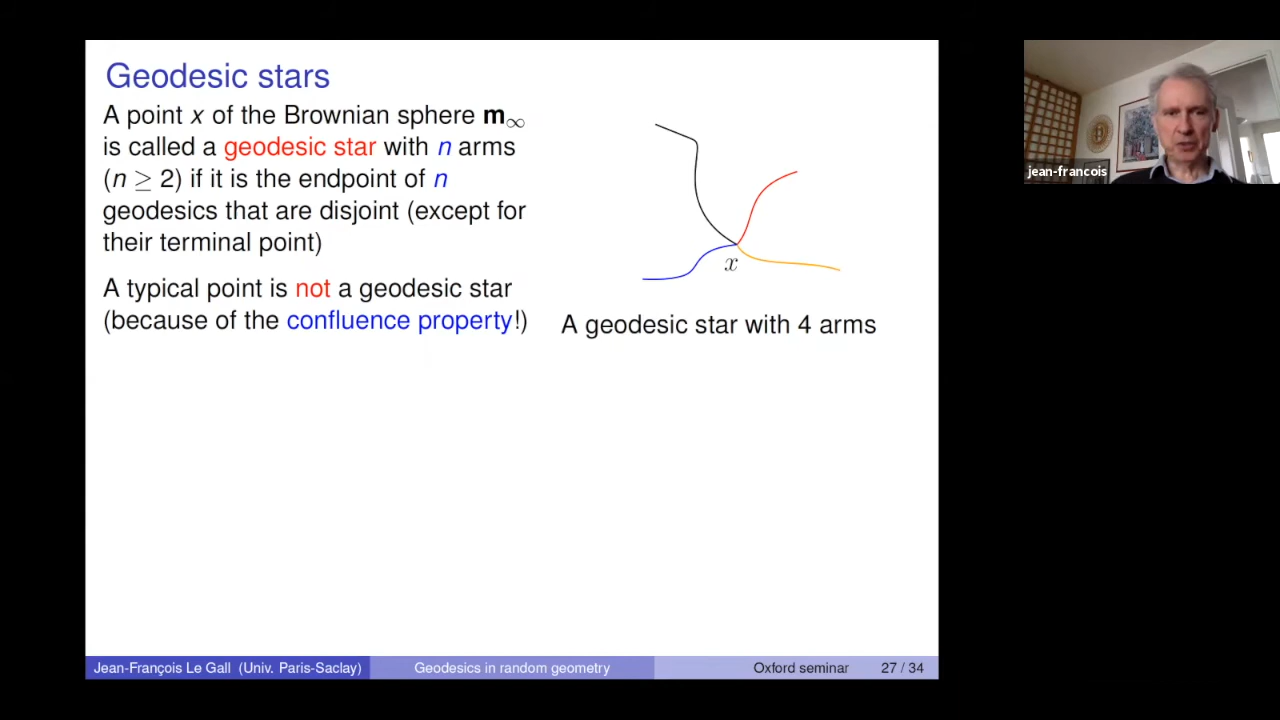 Geodesic stars
A point x of the Brownian sphere m∞
is called a geodesic star with n arms
(n ≥ 2) if it is the endpoint of n
geodesics that are disjoint (except for
their terminal point)
A typical point is not a geodesic star
(because of the confluence property!)
x
A geodesic star with 4 arms
jean-francois
Jean-François Le Gall (Univ. Paris-Saclay)
Geodesics in random geometry
Oxford seminar
27 / 34